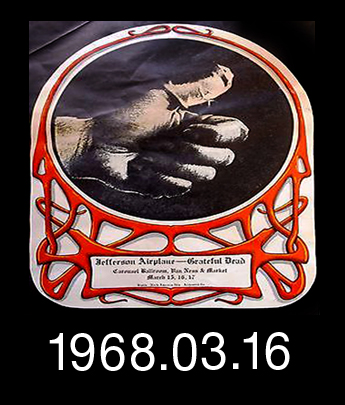 Jefferson Airplane—Grateful Dead
Carousel Ballroom, Van Ness & Market
March 15, 16, 17
1968.03.16